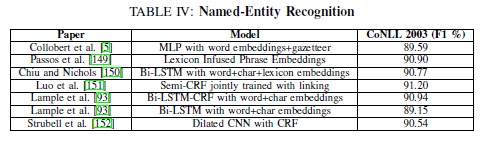 TABLE IV: Named-Entity Recognition
Paper Model CoNLL 2003 (F1 %)
Collobert et al. [5] MLP with word embeddings+gazetteer 89.59
Passos et al. [149] Lexicon Infused Phrase Embeddings 90.90
Chiu and Nichols [150] Bi-LSTM with word+char+lexicon embeddings 90.77
Luo et al. [151] Semi-CRF jointly trained with linking 91.20
Lample et al. [93] Bi-LSTM-CRF with word+char embeddings 90.94
Lample et al. [93] Bi-LSTM with word+char embeddings 89.15
Strubell et al. [152] Dilated CNN with CRF 90.54